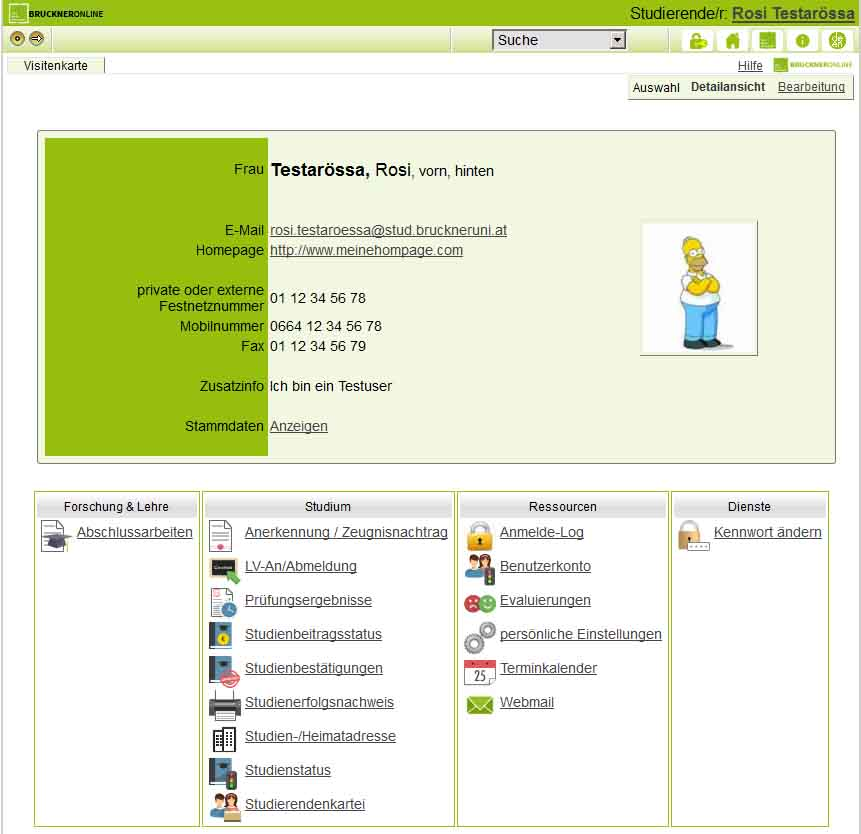 BRUCKNERONLINE
Studierende/r: Rosi Testarössa
Suche
Visitenkarte
Hilfe
BRUCKNERONLINE
Auswahl Detailansicht Bearbeitung
Frau Testarössa, Rosi, vorn, hinten
E-Mail rosi.testaroessa@stud.bruckneruni.at
Homepage http://www.meinehompage.com
private oder externe
Festnetznummer 01 12 34 56 78
Mobilnummer 0664 12 34 56 78
Fax 01 12 34 56 79
Zusatzinfo Ich bin ein Testuser
Stammdaten Anzeigen
Forschung & Lehre
Abschlussarbeiten
Studium
Anerkennung / Zeugnisnachtrag
LV-An/Abmeldung
Prüfungsergebnisse
Studienbeitragsstatus
Studienbestätigungen
Studienerfolgsnachweis
Studien-/Heimatadresse
Studienstatus
Studierendenkartei
Ressourcen
Anmelde-Log
Benutzerkonto
Evaluierungen
persönliche Einstellungen
25
Terminkalender
Webmail
Dienste
Kennwort ändern